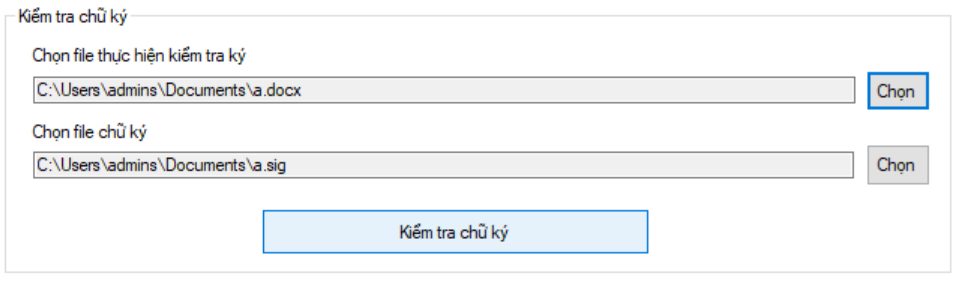 Kiểm tra chữ ký
Chọn file thực hiện kiểm tra ký
C:\Users\admins\Documents\a.docx
Chọn
Chọn file chữ ký
C:\Users\admins\Documents\a.sig
Chọn
Kiểm tra chữ ký